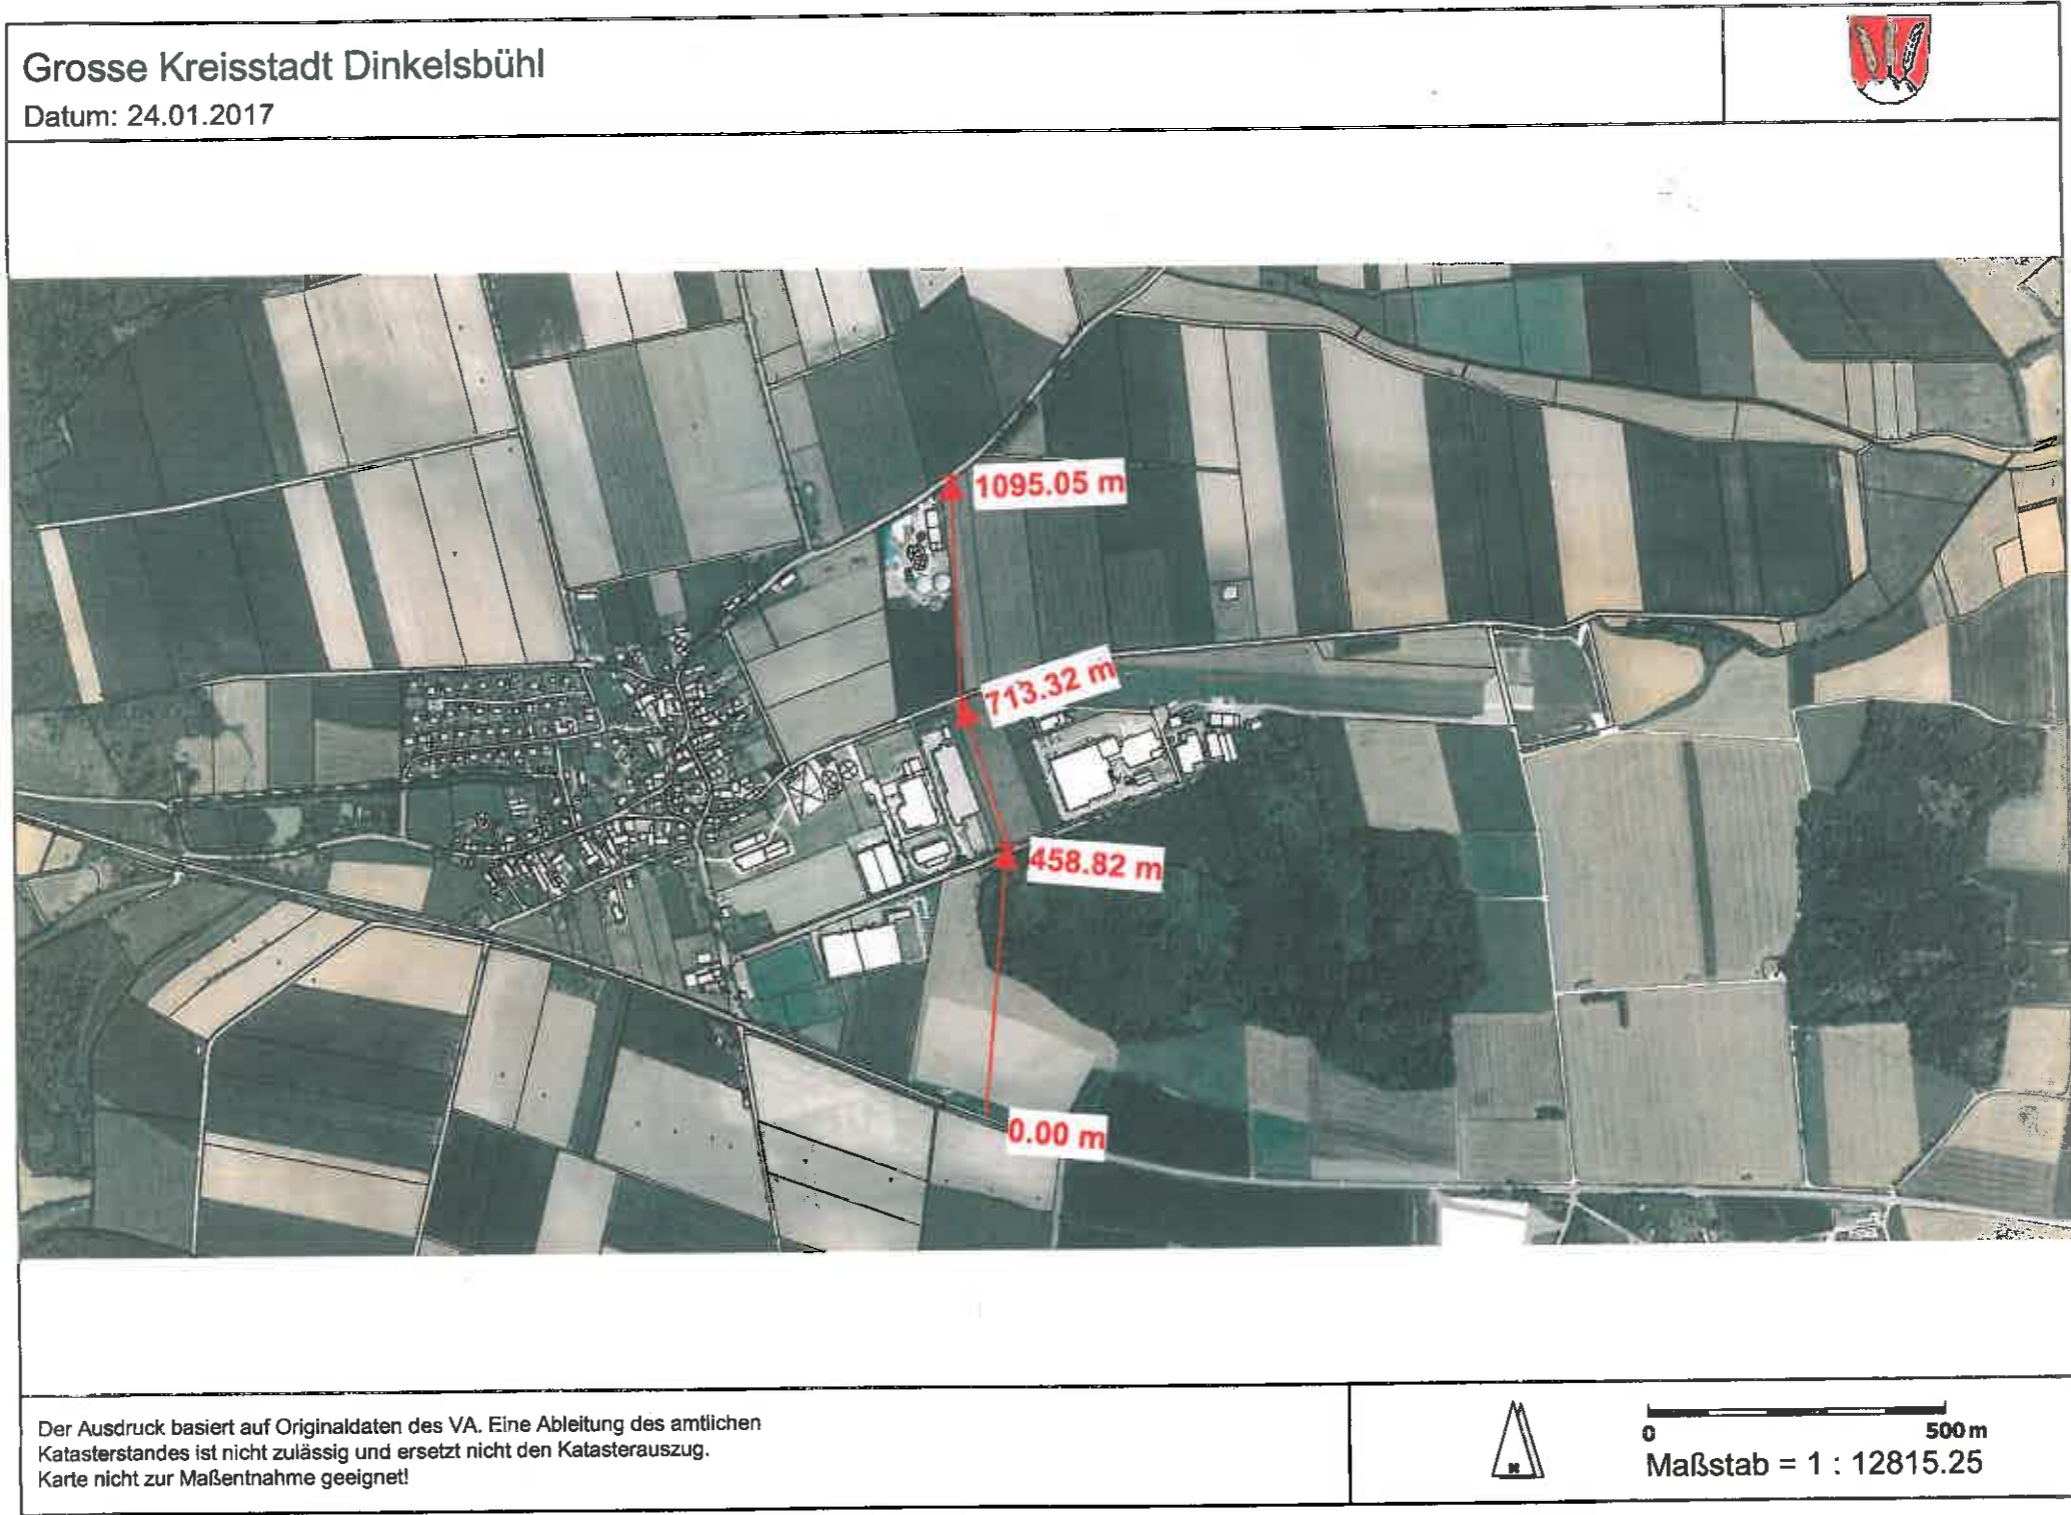 Grosse Kreisstadt Dinkelsbühl
Datum: 24.01.2017
1095.05 m
713.32 m
458.82 m
0.00 m
Der Ausdruck basiert auf Originaldaten des VA. Eine Ableitung des amtlichen
Katasterstandes ist nicht zulässig und ersetzt nicht den Katasterauszug.
Karte nicht zur Maßentnahme geeignet!
N
0 500m
Maßstab = 1 : 12815.25